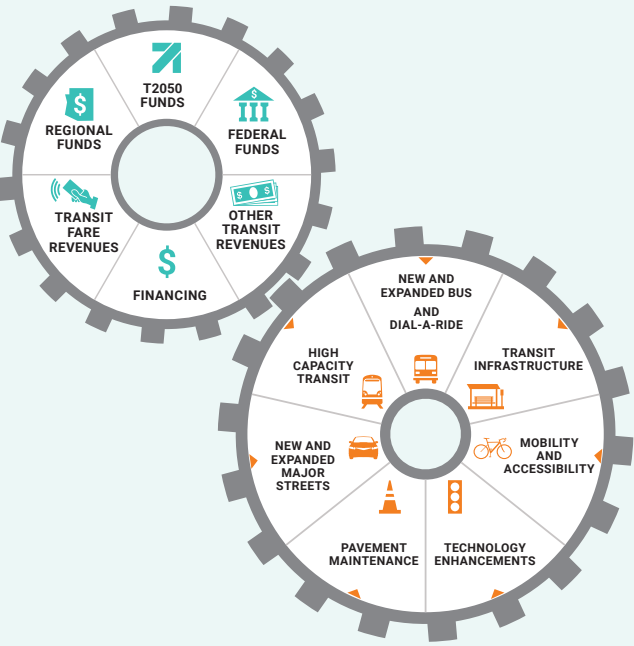 T2050
FUNDS
FEDERAL
FUNDS
OTHER
TRANSIT
REVENUES
FINANCING
TRANSIT
FARE
REVENUES
REGIONAL
FUNDS
NEW AND
EXPANDED BUS
AND
DIAL-A-RIDE
TRANSIT
INFRASTRUCTURE
MOBILITY
AND
ACCESSIBILITY
TECHNOLOGY
ENHANCEMENTS
PAVEMENT
MAINTENANCE
NEW AND
EXPANDED
MAJOR
STREETS
HIGH
CAPACITY
TRANSIT